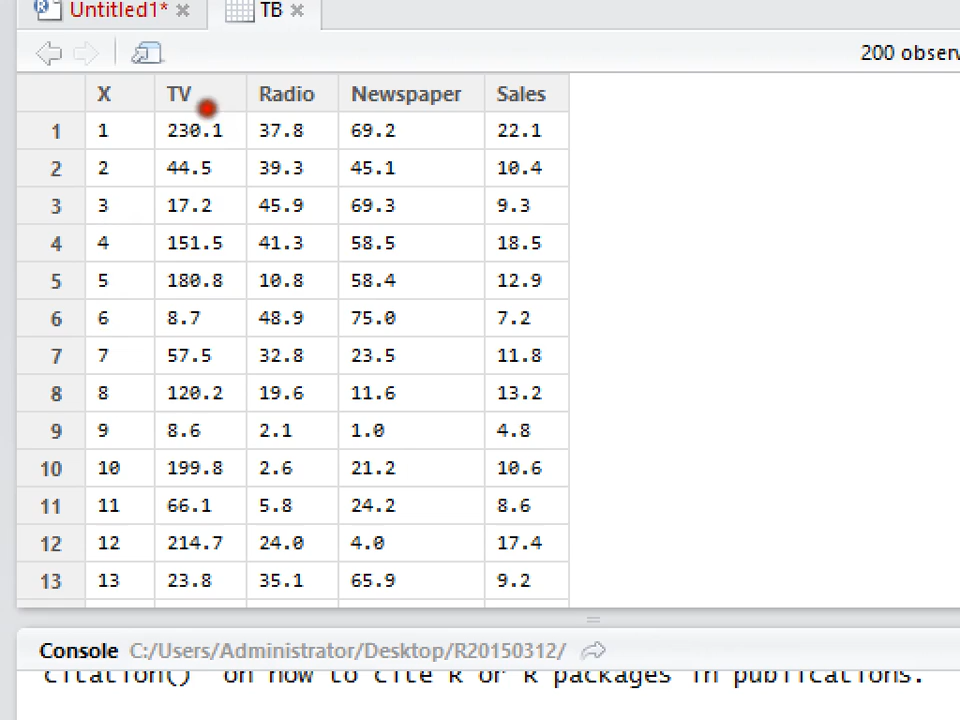 Untitled1* TB
200 obser
X TV Radio Newspaper Sales
1 1 230.1 37.8 69.2 22.1
2 2 44.5 39.3 45.1 10.4
3 3 17.2 45.9 69.3 9.3
4 4 151.5 41.3 58.5 18.5
5 5 180.8 10.8 58.4 12.9
6 6 8.7 48.9 75.0 7.2
7 7 57.5 32.8 23.5 11.8
8 8 120.2 19.6 11.6 13.2
9 9 8.6 2.1 1.0 4.8
10 10 199.8 2.6 21.2 10.6
11 11 66.1 5.8 24.2 8.6
12 12 214.7 24.0 4.0 17.4
13 13 23.8 35.1 65.9 9.2
Console C:/Users/Administrator/Desktop/R20150312/
citation() on how to cite R or R packages in publications.